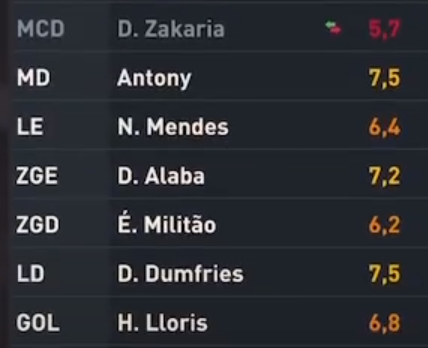 MCD D. Zakaria 5,7
MD Antony 7,5
LE N. Mendes 6,4
ZGE D. Alaba 7,2
ZGD É. Militão 6,2
LD D. Dumfries 7,5
GOL H. Lloris 6,8